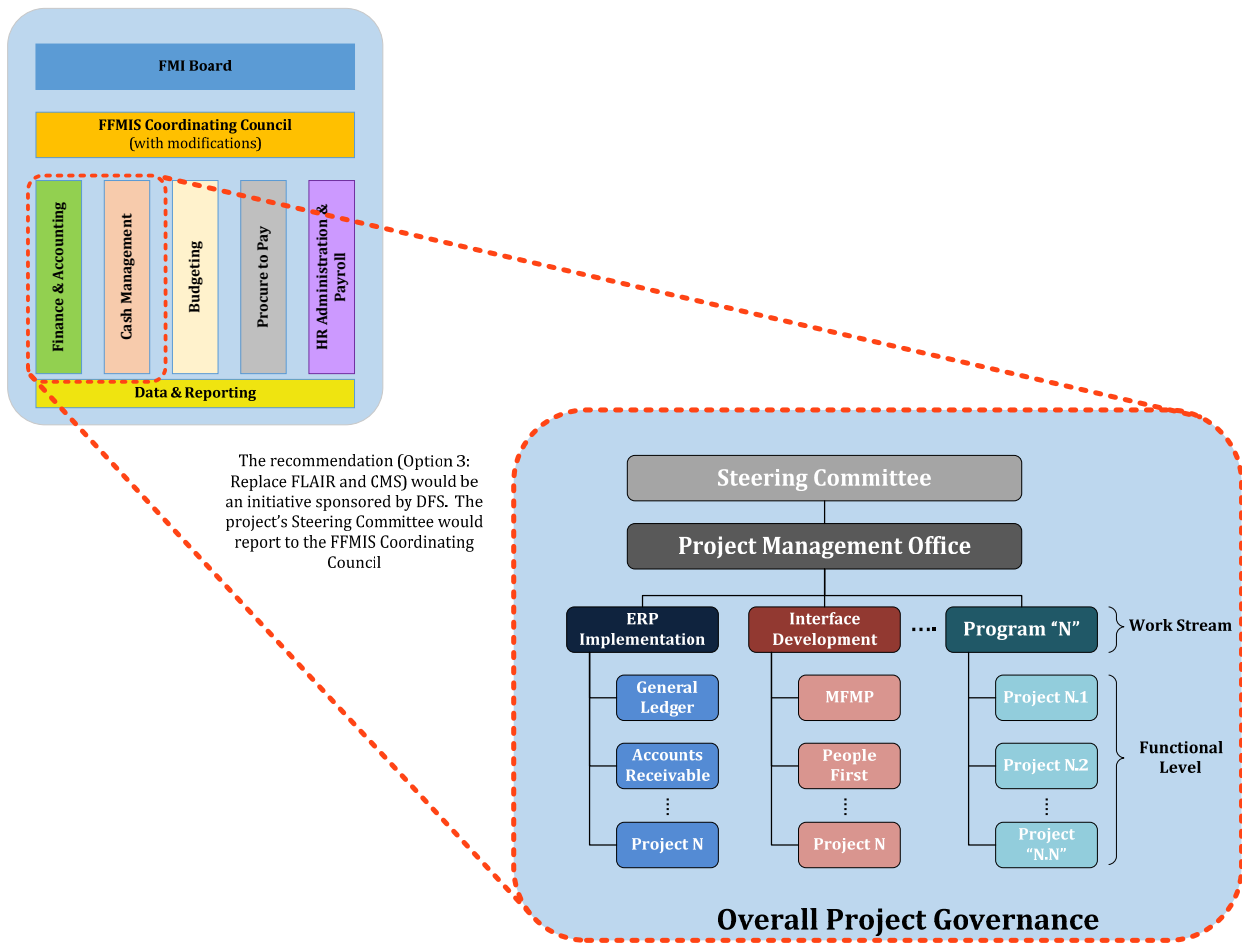 FMI Board
FFMIS Coordinating Council
(with modifications)
Finance & Accounting
Cash Management
Budgeting
Procure to Pay
HR Administration &
Payroll
Data & Reporting
The recommendation (Option 3:
Replace FLAIR and CMS) would be
an initiative sponsored by DFS.  The
project's Steering Committee would
report to the FFMIS Coordinating
Council
Steering Committee
Project Management Office
ERP
Implementation
Interface
Development
....
Program “N”
Work Stream
General
Ledger
MFMP
Project N.1
Accounts
Receivable
People
First
Project N.2
Functional
Level
Project N
Project N
Project
“N.N”
Overall Project Governance